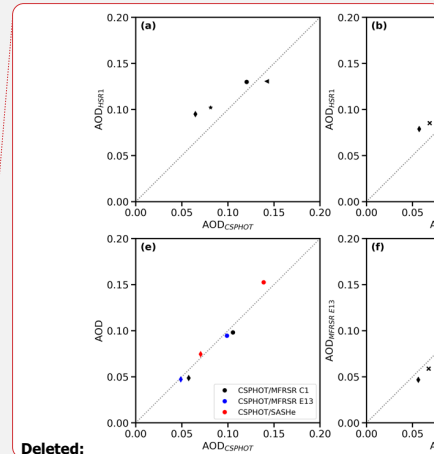 (a)
(b)
0.20
0.15
0.10
0.05
0.00
AOD_HSR1
0.00 0.05 0.10 0.15 0.20
AOD_CSPHOT
0.20
0.15
0.10
0.05
0.00
AOD_HSR1
0.00 0.0
(e)
(f)
0.20
0.15
0.10
0.05
0.00
AOD
0.00 0.05 0.10 0.15 0.20
AOD_CSPHOT
CSPHOT/MFRSR C1
CSPHOT/MFRSR E13
CSPHOT/SASHe
0.20
0.15
0.10
0.05
0.00
AOD_MFRSR E13
0.00 0.0
Deleted: